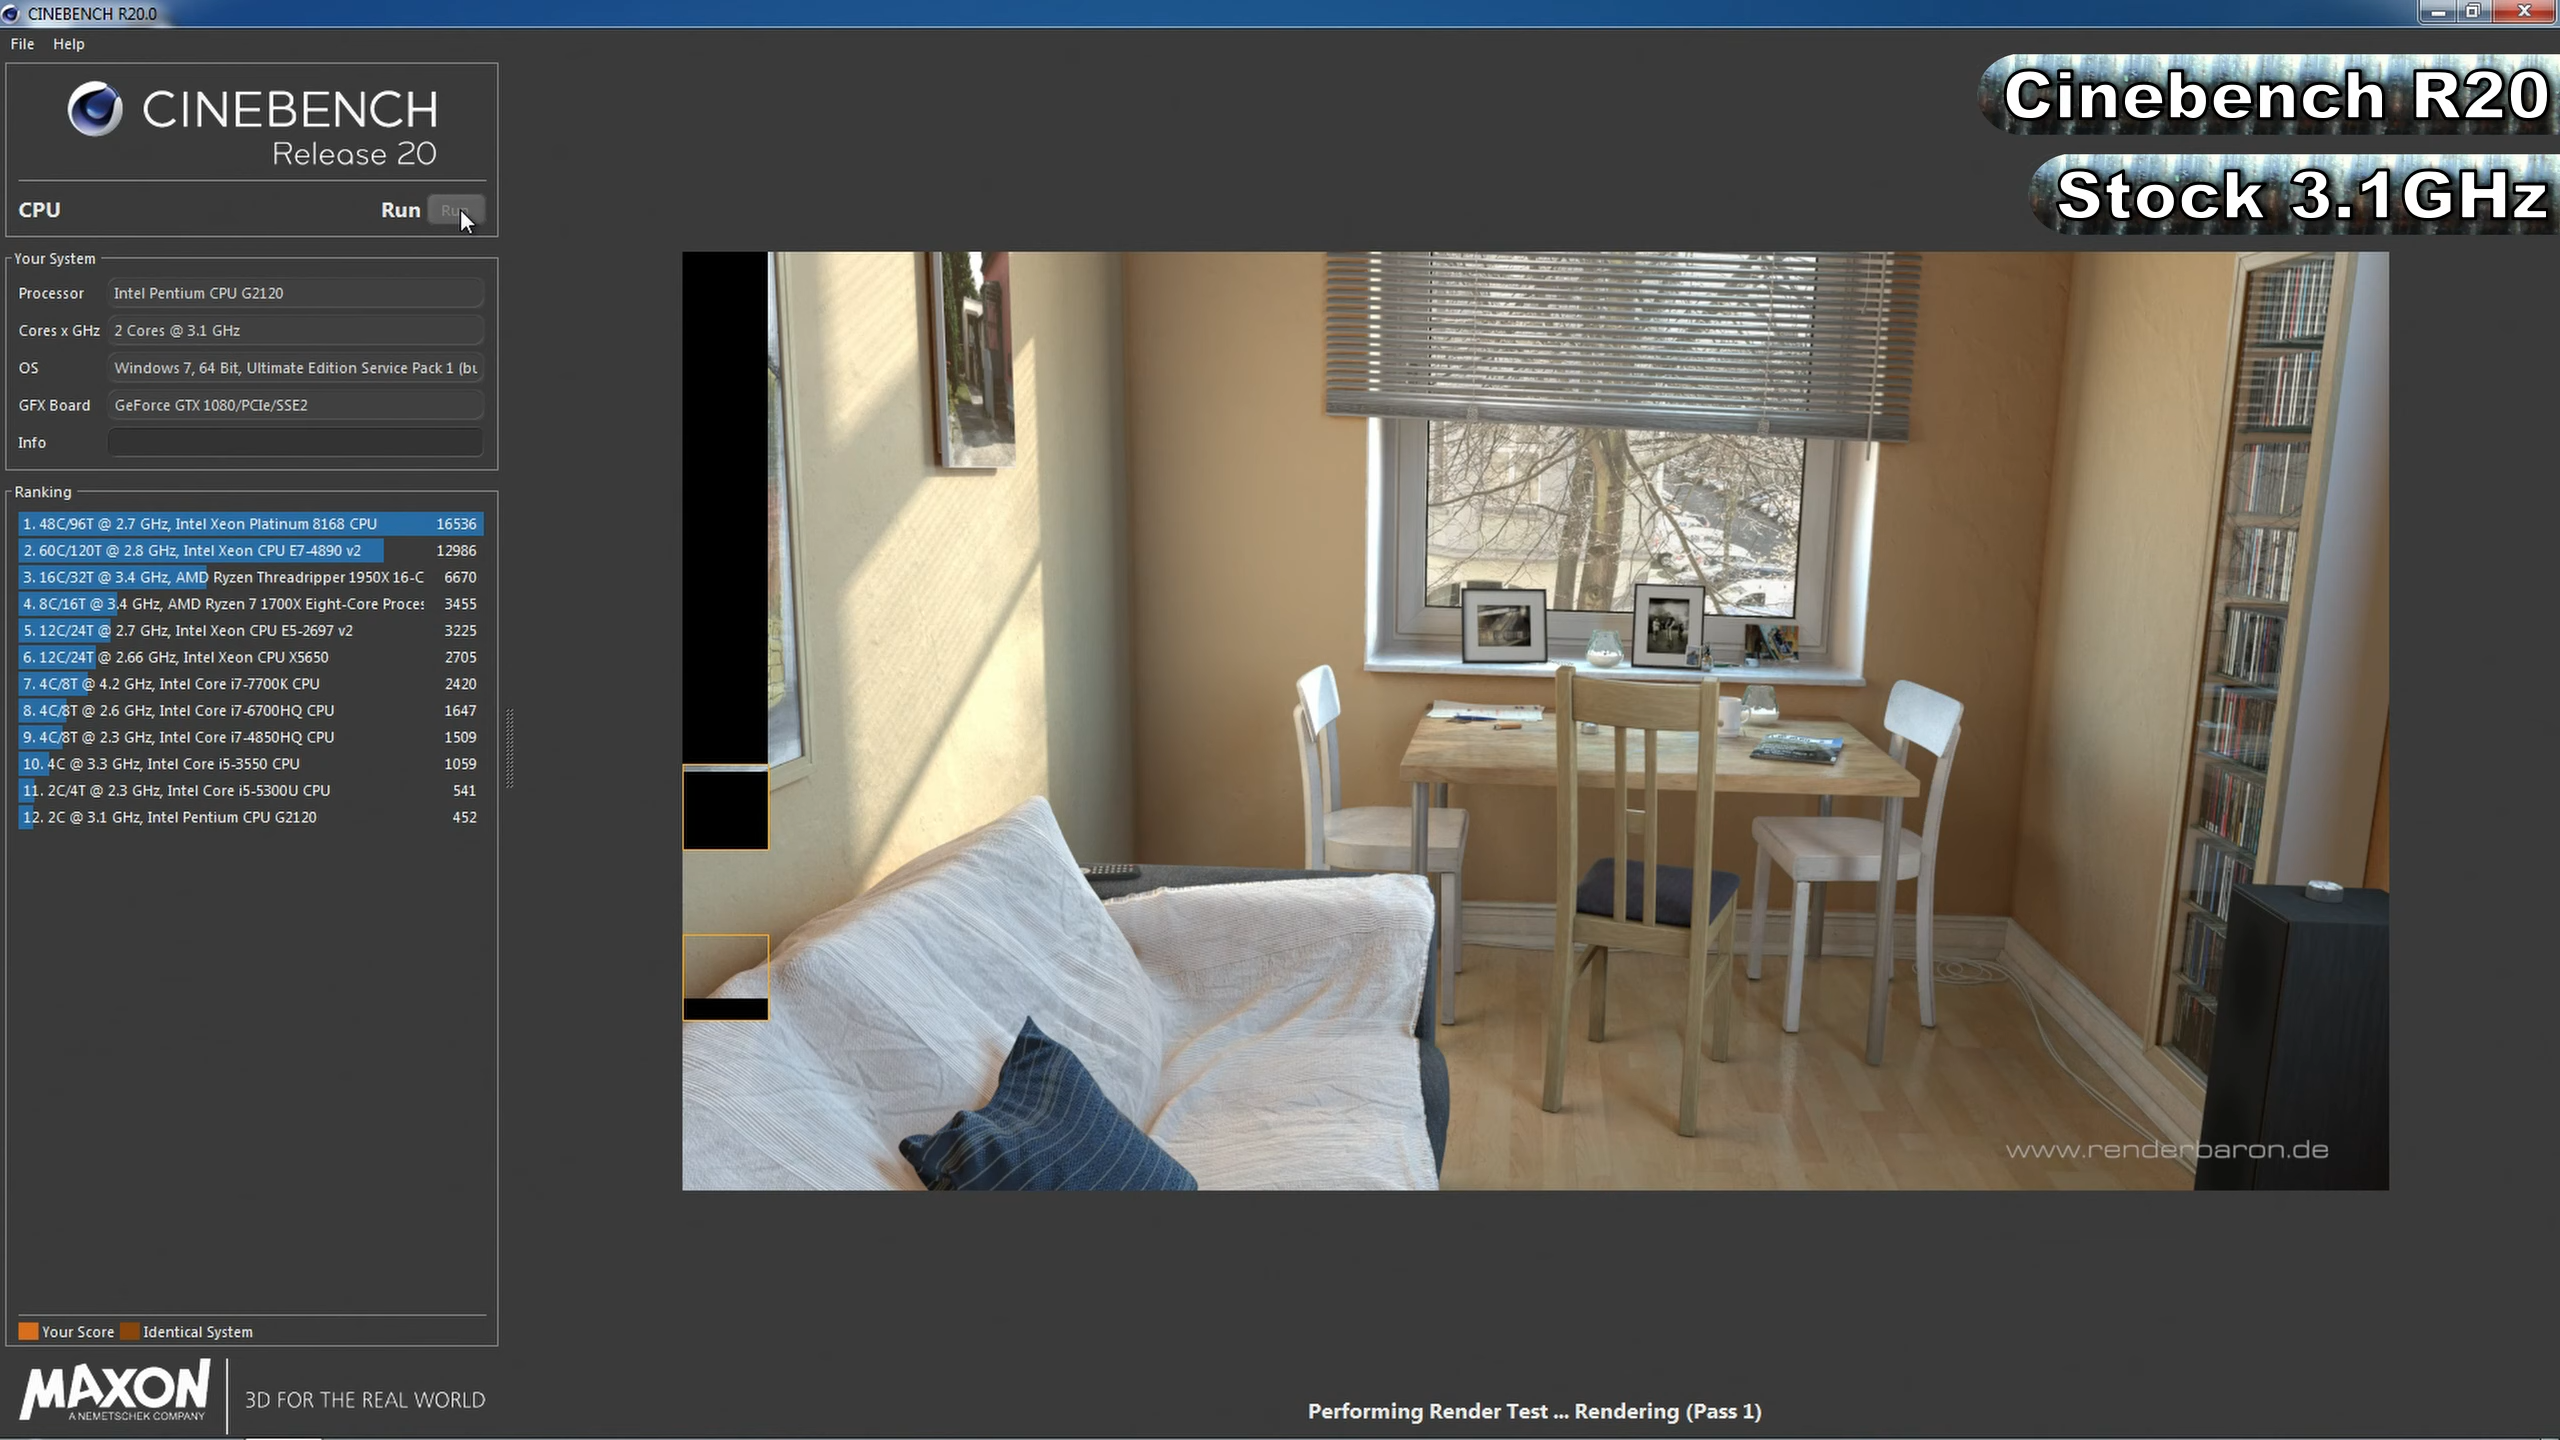 CINEBENCH R20.0
File Help
Cinebench R20
Stock 3.1GHz
CINEBENCH
Release 20
CPU Run Run
Your System
Processor Intel Pentium CPU G2120
Cores x GHz 2 Cores @ 3.1 GHz
OS Windows 7, 64 Bit, Ultimate Edition Service Pack 1 (bu
GFX Board GeForce GTX 1080/PCIe/SSE2
Info
Ranking
1. 48C/96T @ 2.7 GHz, Intel Xeon Platinum 8168 CPU 16536
2. 60C/120T @ 2.8 GHz, Intel Xeon CPU E7-4890 v2 12986
3. 16C/32T @ 3.4 GHz, AMD Ryzen Threadripper 1950X 16-C 6670
4. 8C/16T @ 3.4 GHz, AMD Ryzen 7 1700X Eight-Core Proces 3455
5. 12C/24T @ 2.7 GHz, Intel Xeon CPU E5-2697 v2 3225
6. 12C/24T @ 2.66 GHz, Intel Xeon CPU X5650 2705
7. 4C/8T @ 4.2 GHz, Intel Core i7-7700K CPU 2420
8. 4C/8T @ 2.6 GHz, Intel Core i7-6700HQ CPU 1647
9. 4C/8T @ 2.3 GHz, Intel Core i7-4850HQ CPU 1509
10. 4C @ 3.3 GHz, Intel Core i5-3550 CPU 1059
11. 2C/4T @ 2.3 GHz, Intel Core i5-5300U CPU 541
12. 2C @ 3.1 GHz, Intel Pentium CPU G2120 452
www.renderbaron.de
Your Score Identical System
MAXON
A NEMETSCHEK COMPANY
3D FOR THE REAL WORLD
Performing Render Test ... Rendering (Pass 1)